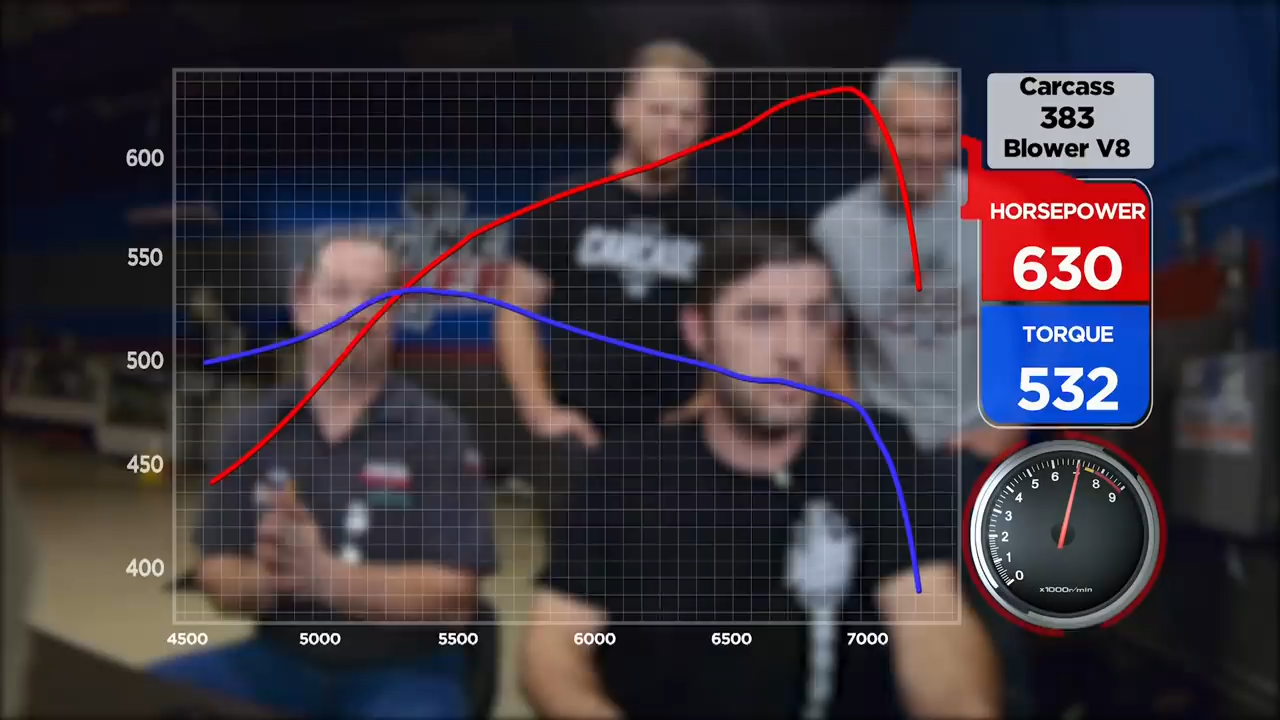 Carcass
383
Blower V8
HORSEPOWER
630
TORQUE
532
600
550
500
450
400
4500 5000 5500 6000 6500 7000
0 1 2 3 4 5 6 7 8 9
x1000r/min
CARCASS